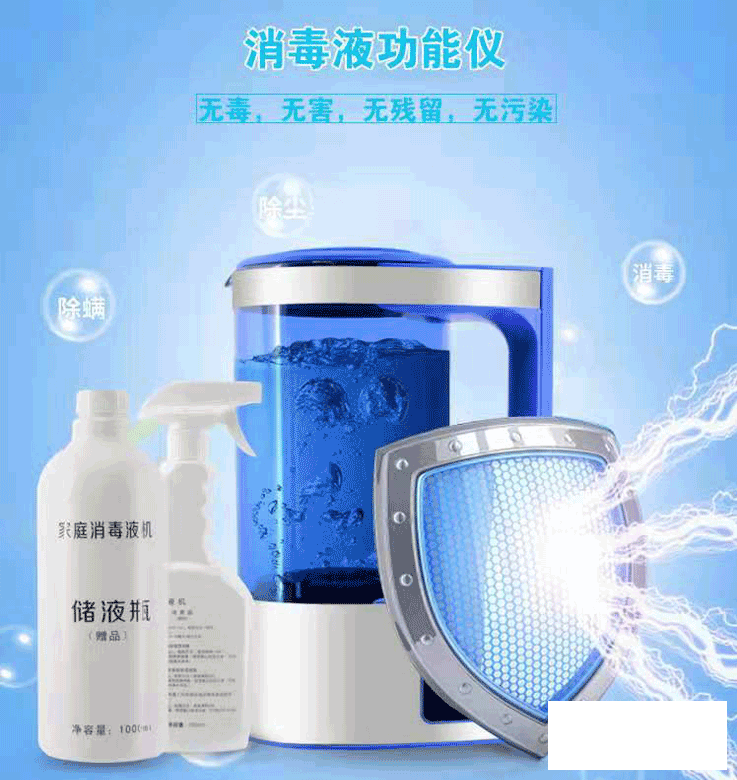 消毒液功能仪
无毒，无害，无残留，无污染
除尘
消毒
除螨
家庭消毒液机
储液瓶
（赠品）
净容量：1000ml